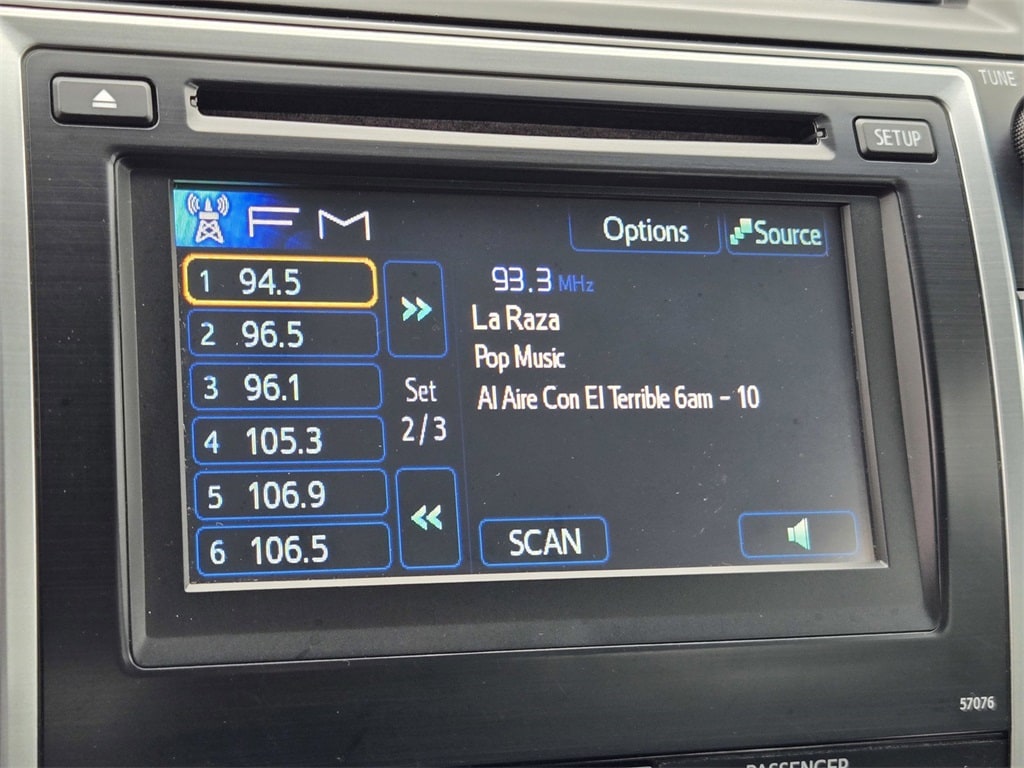 TUNE
SETUP
FM
Options
Source
1 94.5
2 96.5
3 96.1
4 105.3
5 106.9
6 106.5
Set
2/3
93.3 MHz
La Raza
Pop Music
Al Aire Con El Terrible 6am - 10
SCAN
57076
PASSENGER